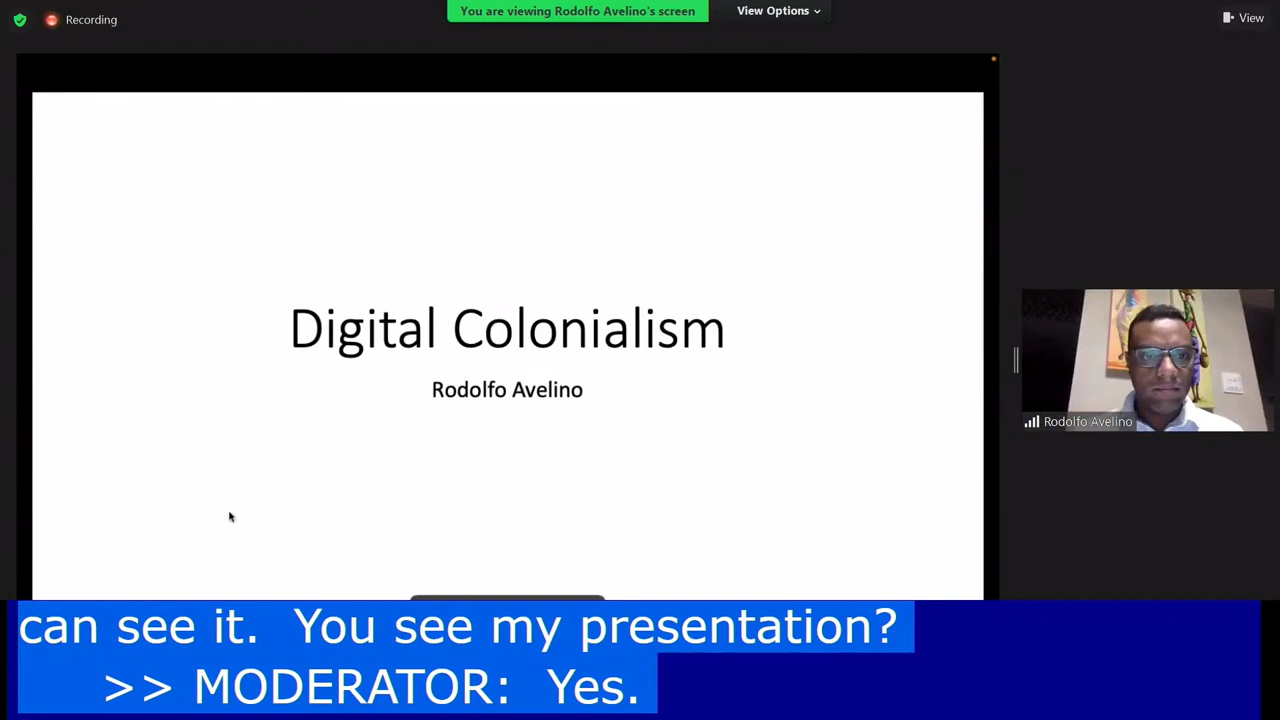 Recording
You are viewing Rodolfo Avelino's screen
View Options
View
Digital Colonialism
Rodolfo Avelino
Rodolfo Avelino
can see it. You see my presentation?
>> MODERATOR: Yes.